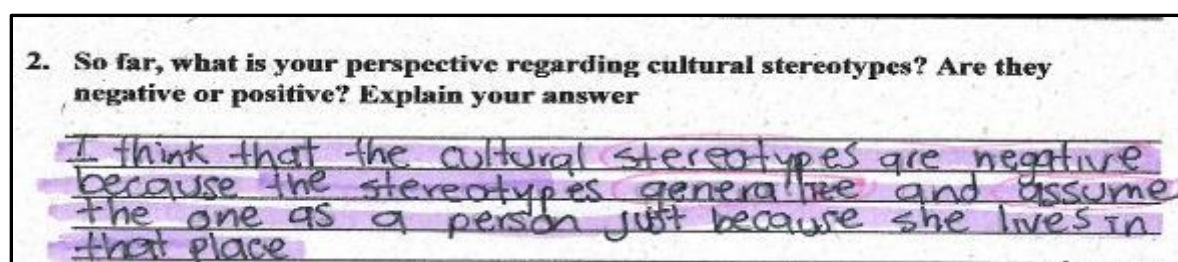 2. So far, what is your perspective regarding cultural stereotypes? Are they
negative or positive? Explain your answer
I think that the cultural stereotypes are negative
because the stereotypes generalize and assume
the one as a person just because she lives in
that place